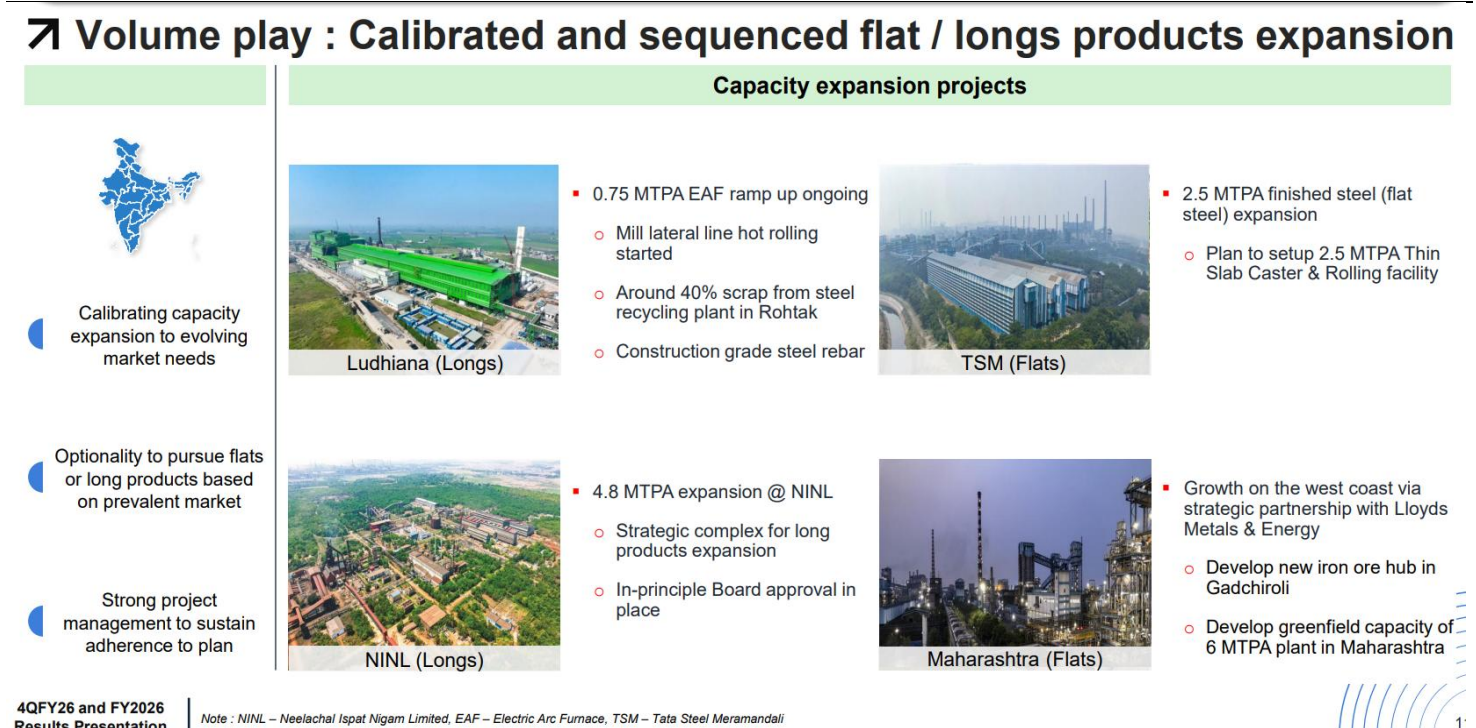 Volume play : Calibrated and sequenced flat / longs products expansion
Capacity expansion projects
Calibrating capacity
expansion to evolving
market needs
Optionality to pursue flats
or long products based
on prevalent market
Strong project
management to sustain
adherence to plan
Ludhiana (Longs)
▪ 0.75 MTPA EAF ramp up ongoing
o Mill lateral line hot rolling
started
o Around 40% scrap from steel
recycling plant in Rohtak
o Construction grade steel rebar
TSM (Flats)
▪ 2.5 MTPA finished steel (flat
steel) expansion
o Plan to setup 2.5 MTPA Thin
Slab Caster & Rolling facility
NINL (Longs)
▪ 4.8 MTPA expansion @ NINL
o Strategic complex for long
products expansion
o In-principle Board approval in
place
Maharashtra (Flats)
▪ Growth on the west coast via
strategic partnership with Lloyds
Metals & Energy
o Develop new iron ore hub in
Gadchiroli
o Develop greenfield capacity of
6 MTPA plant in Maharashtra
4QFY26 and FY2026
Results Presentation
Note : NINL – Neelachal Ispat Nigam Limited, EAF – Electric Arc Furnace, TSM – Tata Steel Meramandali